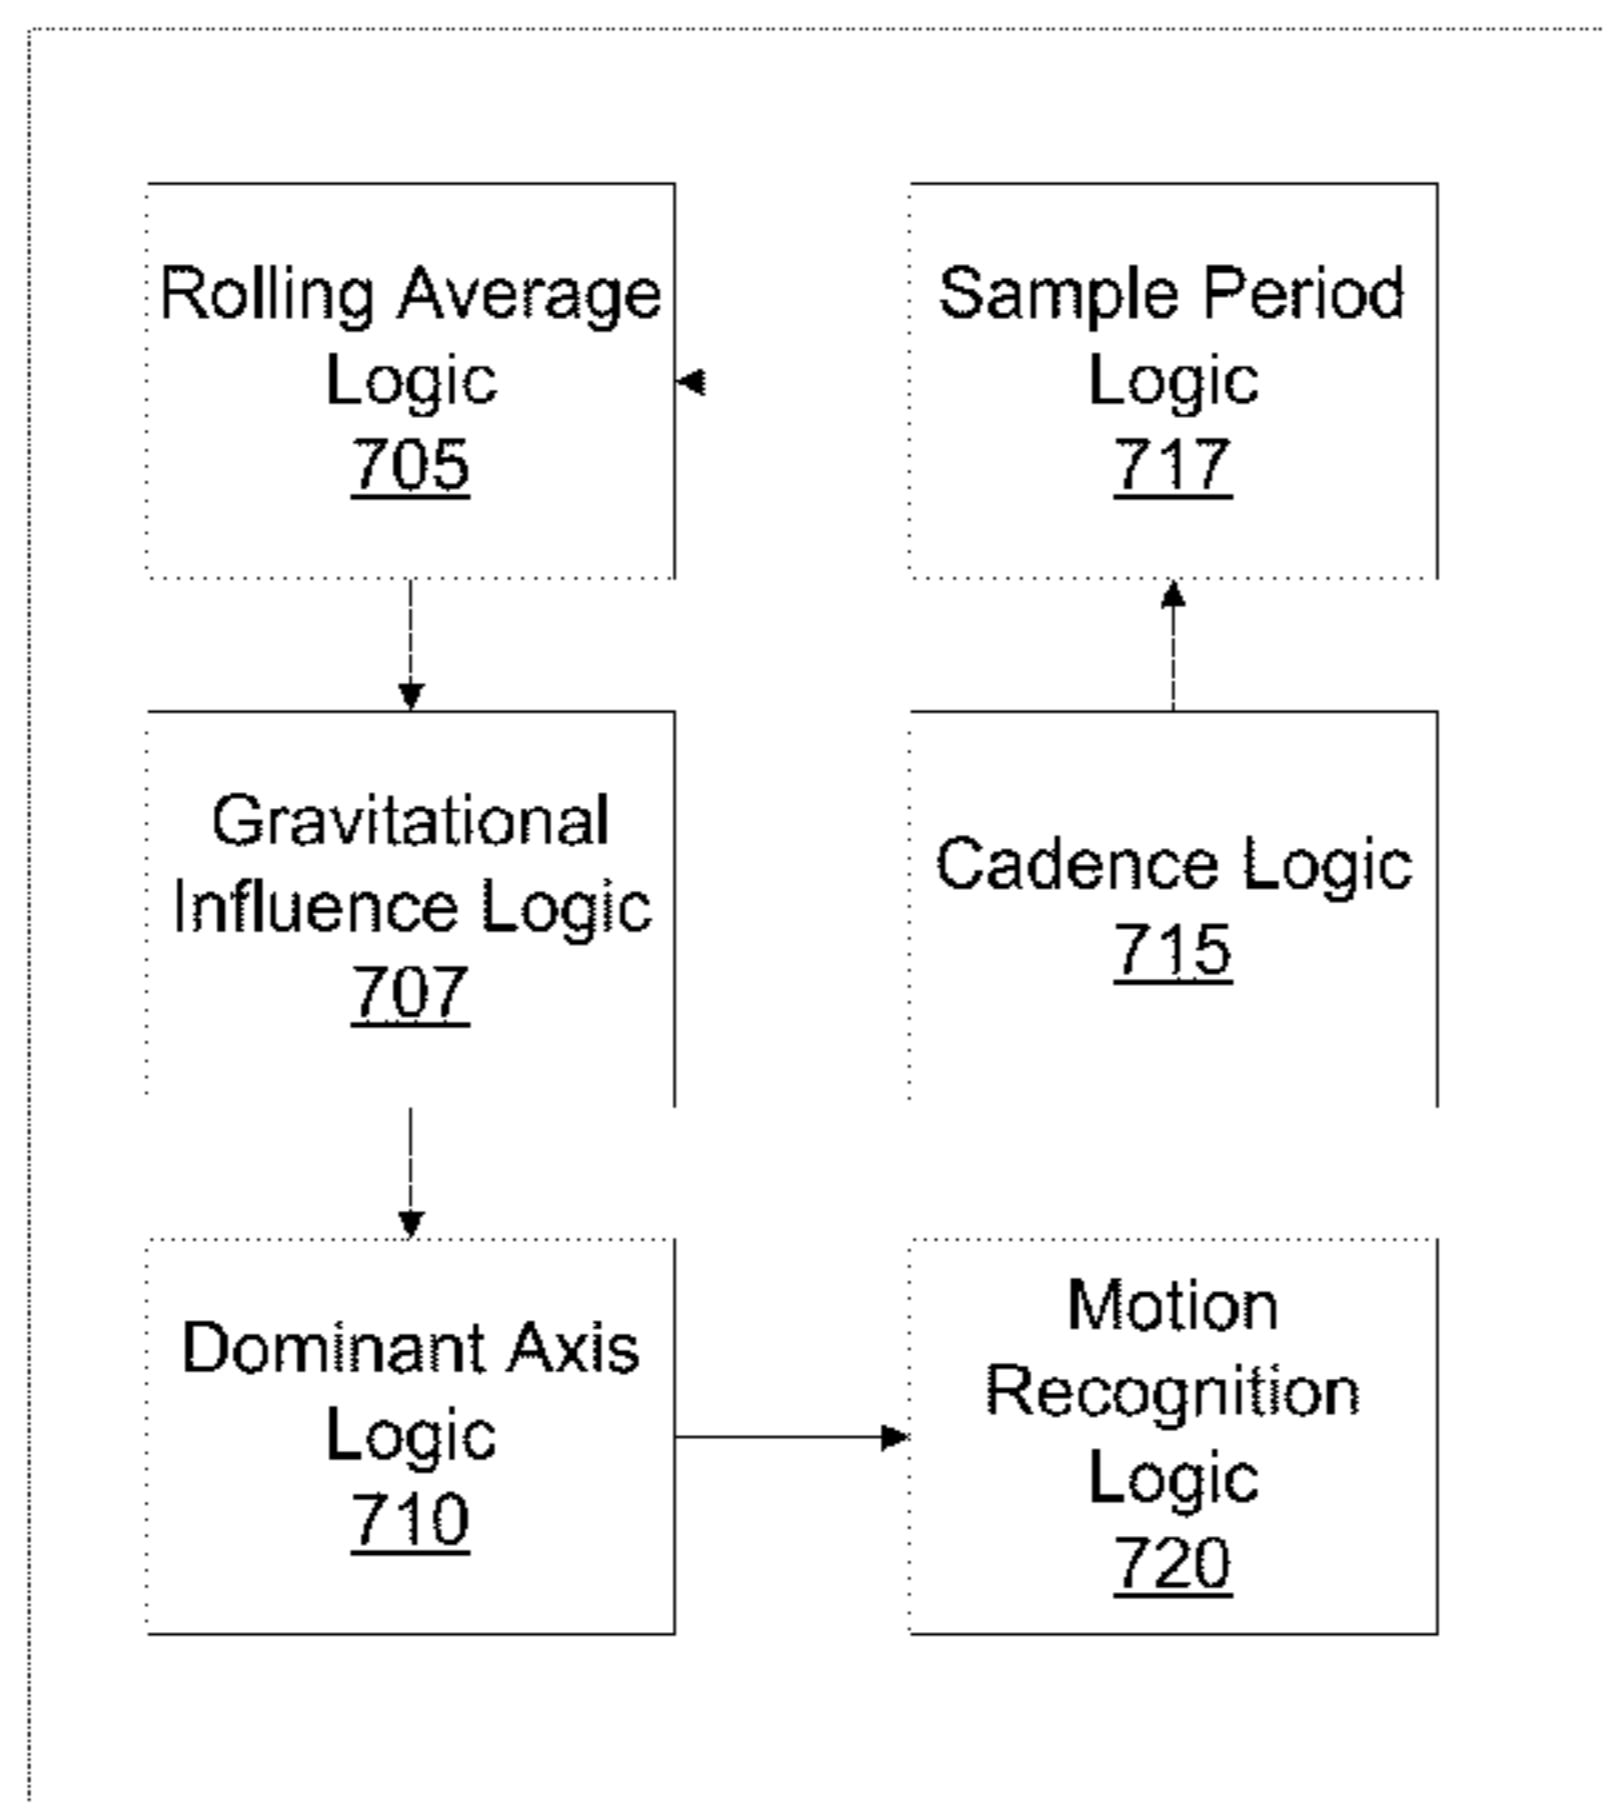 Rolling Average
Logic
705
Sample Period
Logic
717
Gravitational
Influence Logic
707
Cadence Logic
715
Dominant Axis
Logic
710
Motion
Recognition
Logic
720